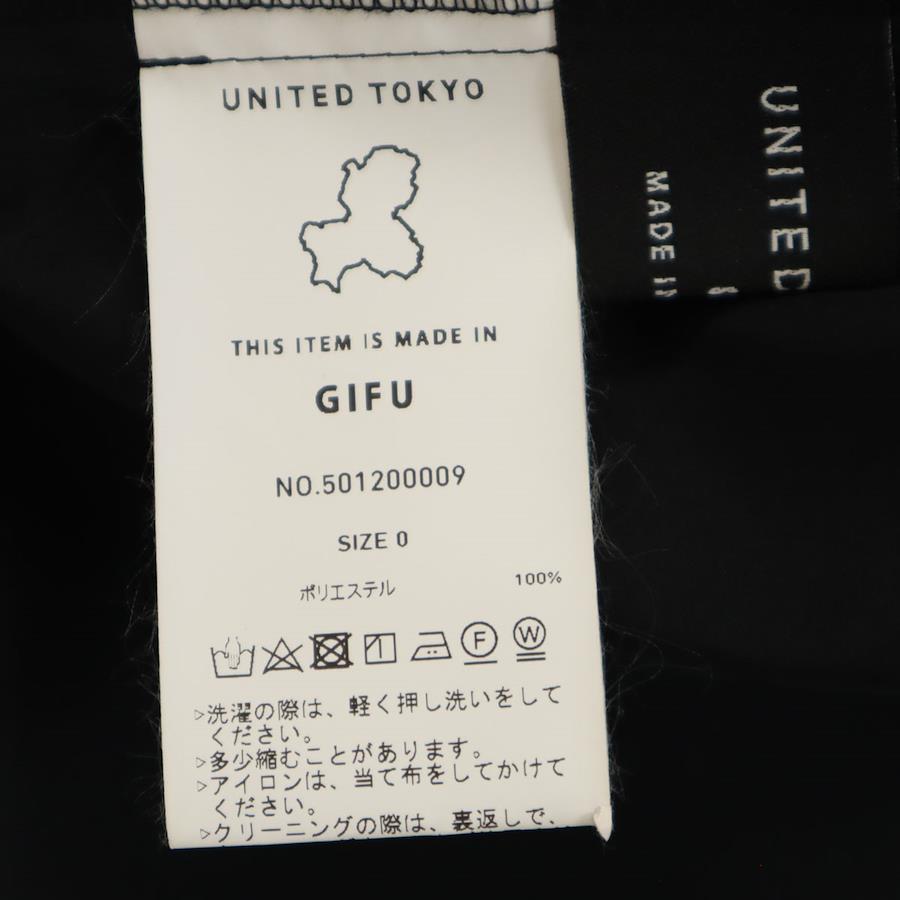 UNITED TOKYO
THIS ITEM IS MADE IN
GIFU
NO.501200009
SIZE 0
ポリエステル 100%
F W
▷洗濯の際は、軽く押し洗いをして
ください。
▷多少縮むことがあります。
▷アイロンは、当て布をしてかけて
ください。
▷クリーニングの際は、裏返しで、
UNITED
MADE IN